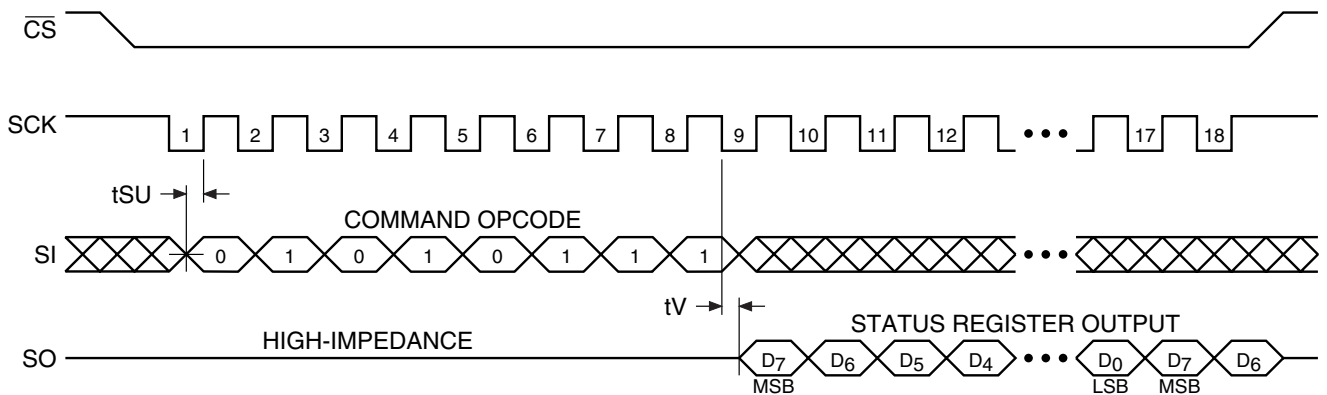 CS
SCK 1 2 3 4 5 6 7 8 9 10 11 12 17 18
tSU
COMMAND OPCODE
SI 0 1 0 1 0 1 1 1
tV
HIGH-IMPEDANCE
STATUS REGISTER OUTPUT
SO D7 D6 D5 D4 D0 D7 D6
MSB LSB MSB